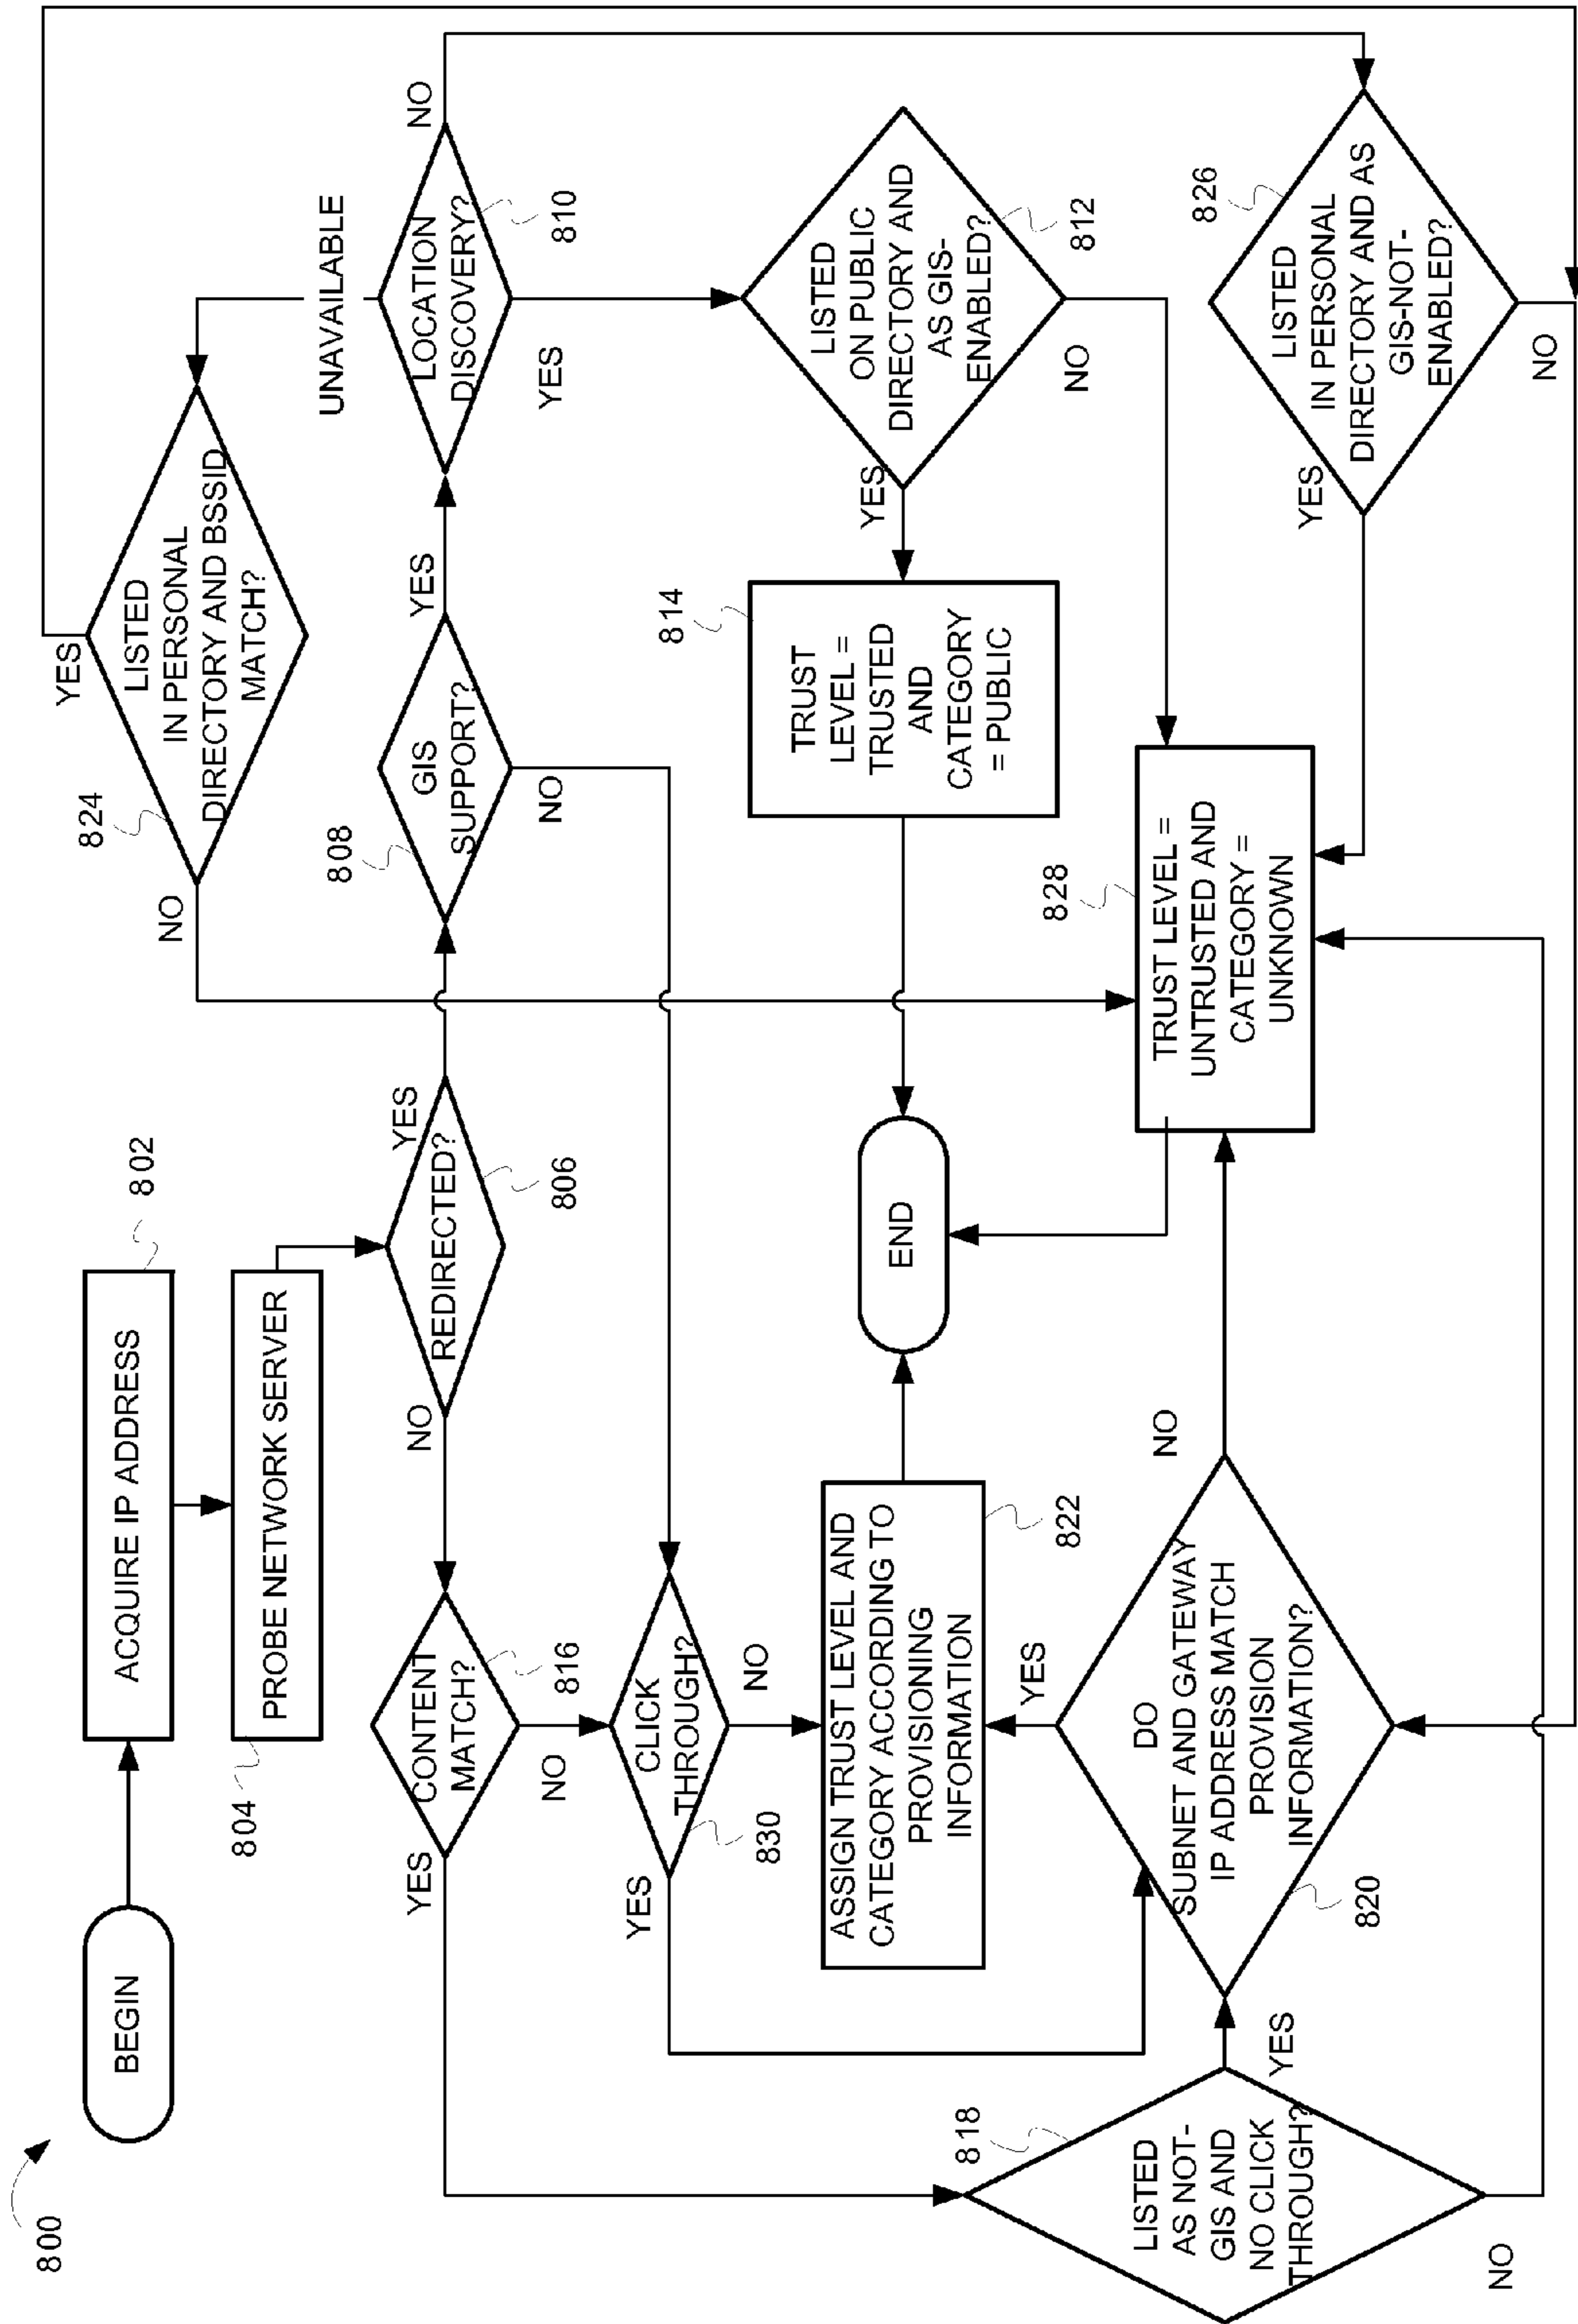 800
BEGIN
ACQUIRE IP ADDRESS
802
PROBE NETWORK SERVER
804
REDIRECTED?
806
YES
NO
GIS
SUPPORT?
808
YES
NO
LOCATION
DISCOVERY?
810
UNAVAILABLE
YES
NO
LISTED
IN PERSONAL
DIRECTORY AND BSSID
MATCH?
824
YES
NO
CONTENT
MATCH?
816
YES
NO
CLICK
THROUGH?
830
YES
NO
LISTED
ON PUBLIC
DIRECTORY AND
AS GIS-
ENABLED?
812
YES
NO
TRUST
LEVEL =
TRUSTED
AND
CATEGORY
= PUBLIC
814
END
ASSIGN TRUST LEVEL AND
CATEGORY ACCORDING TO
PROVISIONING
INFORMATION
822
LISTED
AS NOT-
GIS AND
NO CLICK
THROUGH?
818
YES
NO
DO
SUBNET AND GATEWAY
IP ADDRESS MATCH
PROVISION
INFORMATION?
820
YES
NO
TRUST LEVEL =
UNTRUSTED AND
CATEGORY =
UNKNOWN
828
LISTED
IN PERSONAL
DIRECTORY AND AS
GIS-NOT-
ENABLED?
826
YES
NO